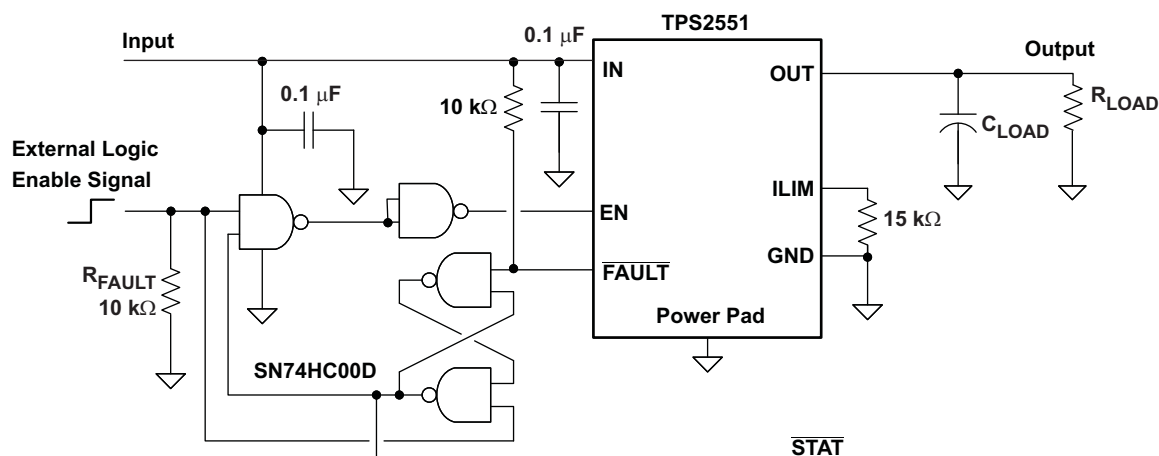 TPS2551
Input
0.1 μF
Output
IN
OUT
0.1 μF
10 kΩ
R_LOAD
C_LOAD
External Logic
Enable Signal
ILIM
EN
15 kΩ
GND
FAULT
R_FAULT
10 kΩ
Power Pad
SN74HC00D
STAT